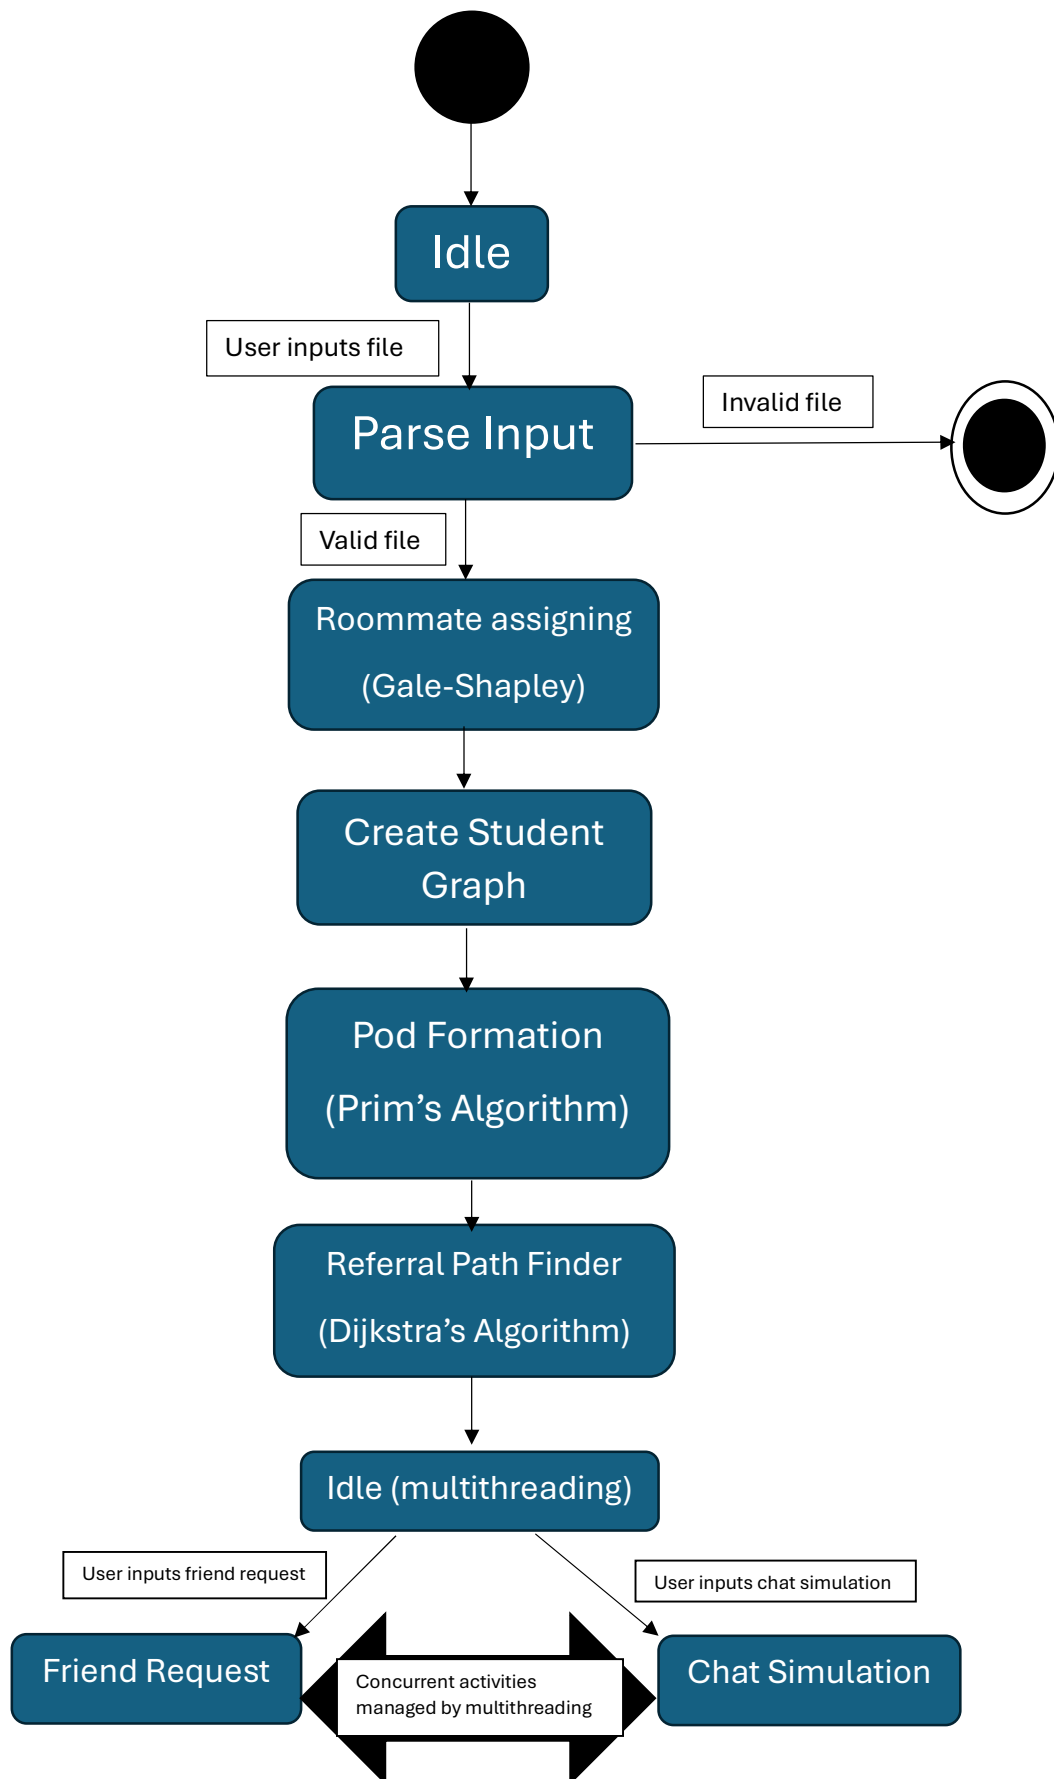 Idle
User inputs file
Parse Input
Invalid file
Valid file
Roommate assigning
(Gale-Shapley)
Create Student
Graph
Pod Formation
(Prim’s Algorithm)
Referral Path Finder
(Dijkstra’s Algorithm)
Idle (multithreading)
User inputs friend request
User inputs chat simulation
Friend Request
Concurrent activities
managed by multithreading
Chat Simulation